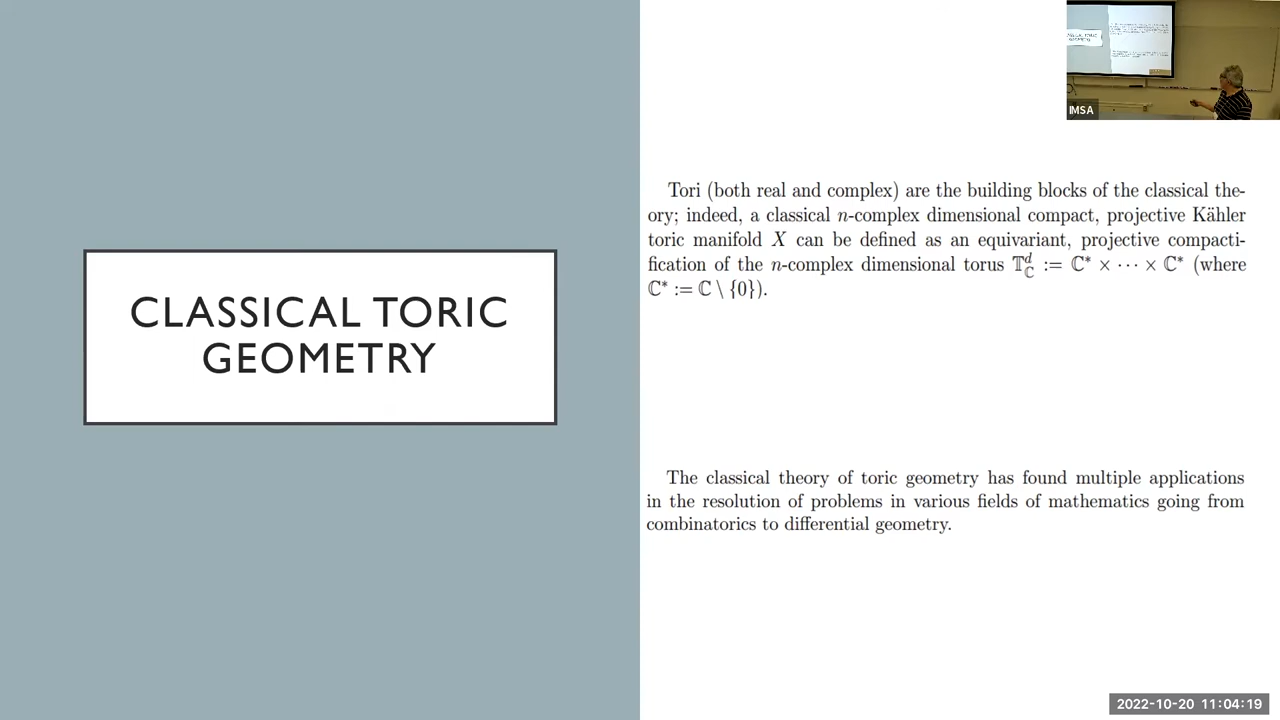 CLASSICAL TORIC
GEOMETRY
Tori (both real and complex) are the building blocks of the classical the-
ory; indeed, a classical n-complex dimensional compact, projective Kähler
toric manifold X can be defined as an equivariant, projective compacti-
fication of the n-complex dimensional torus 𝕋^d_ℂ := ℂ* × ··· × ℂ* (where
ℂ* := ℂ \ {0}).
The classical theory of toric geometry has found multiple applications
in the resolution of problems in various fields of mathematics going from
combinatorics to differential geometry.
IMSA
2022-10-20 11:04:19